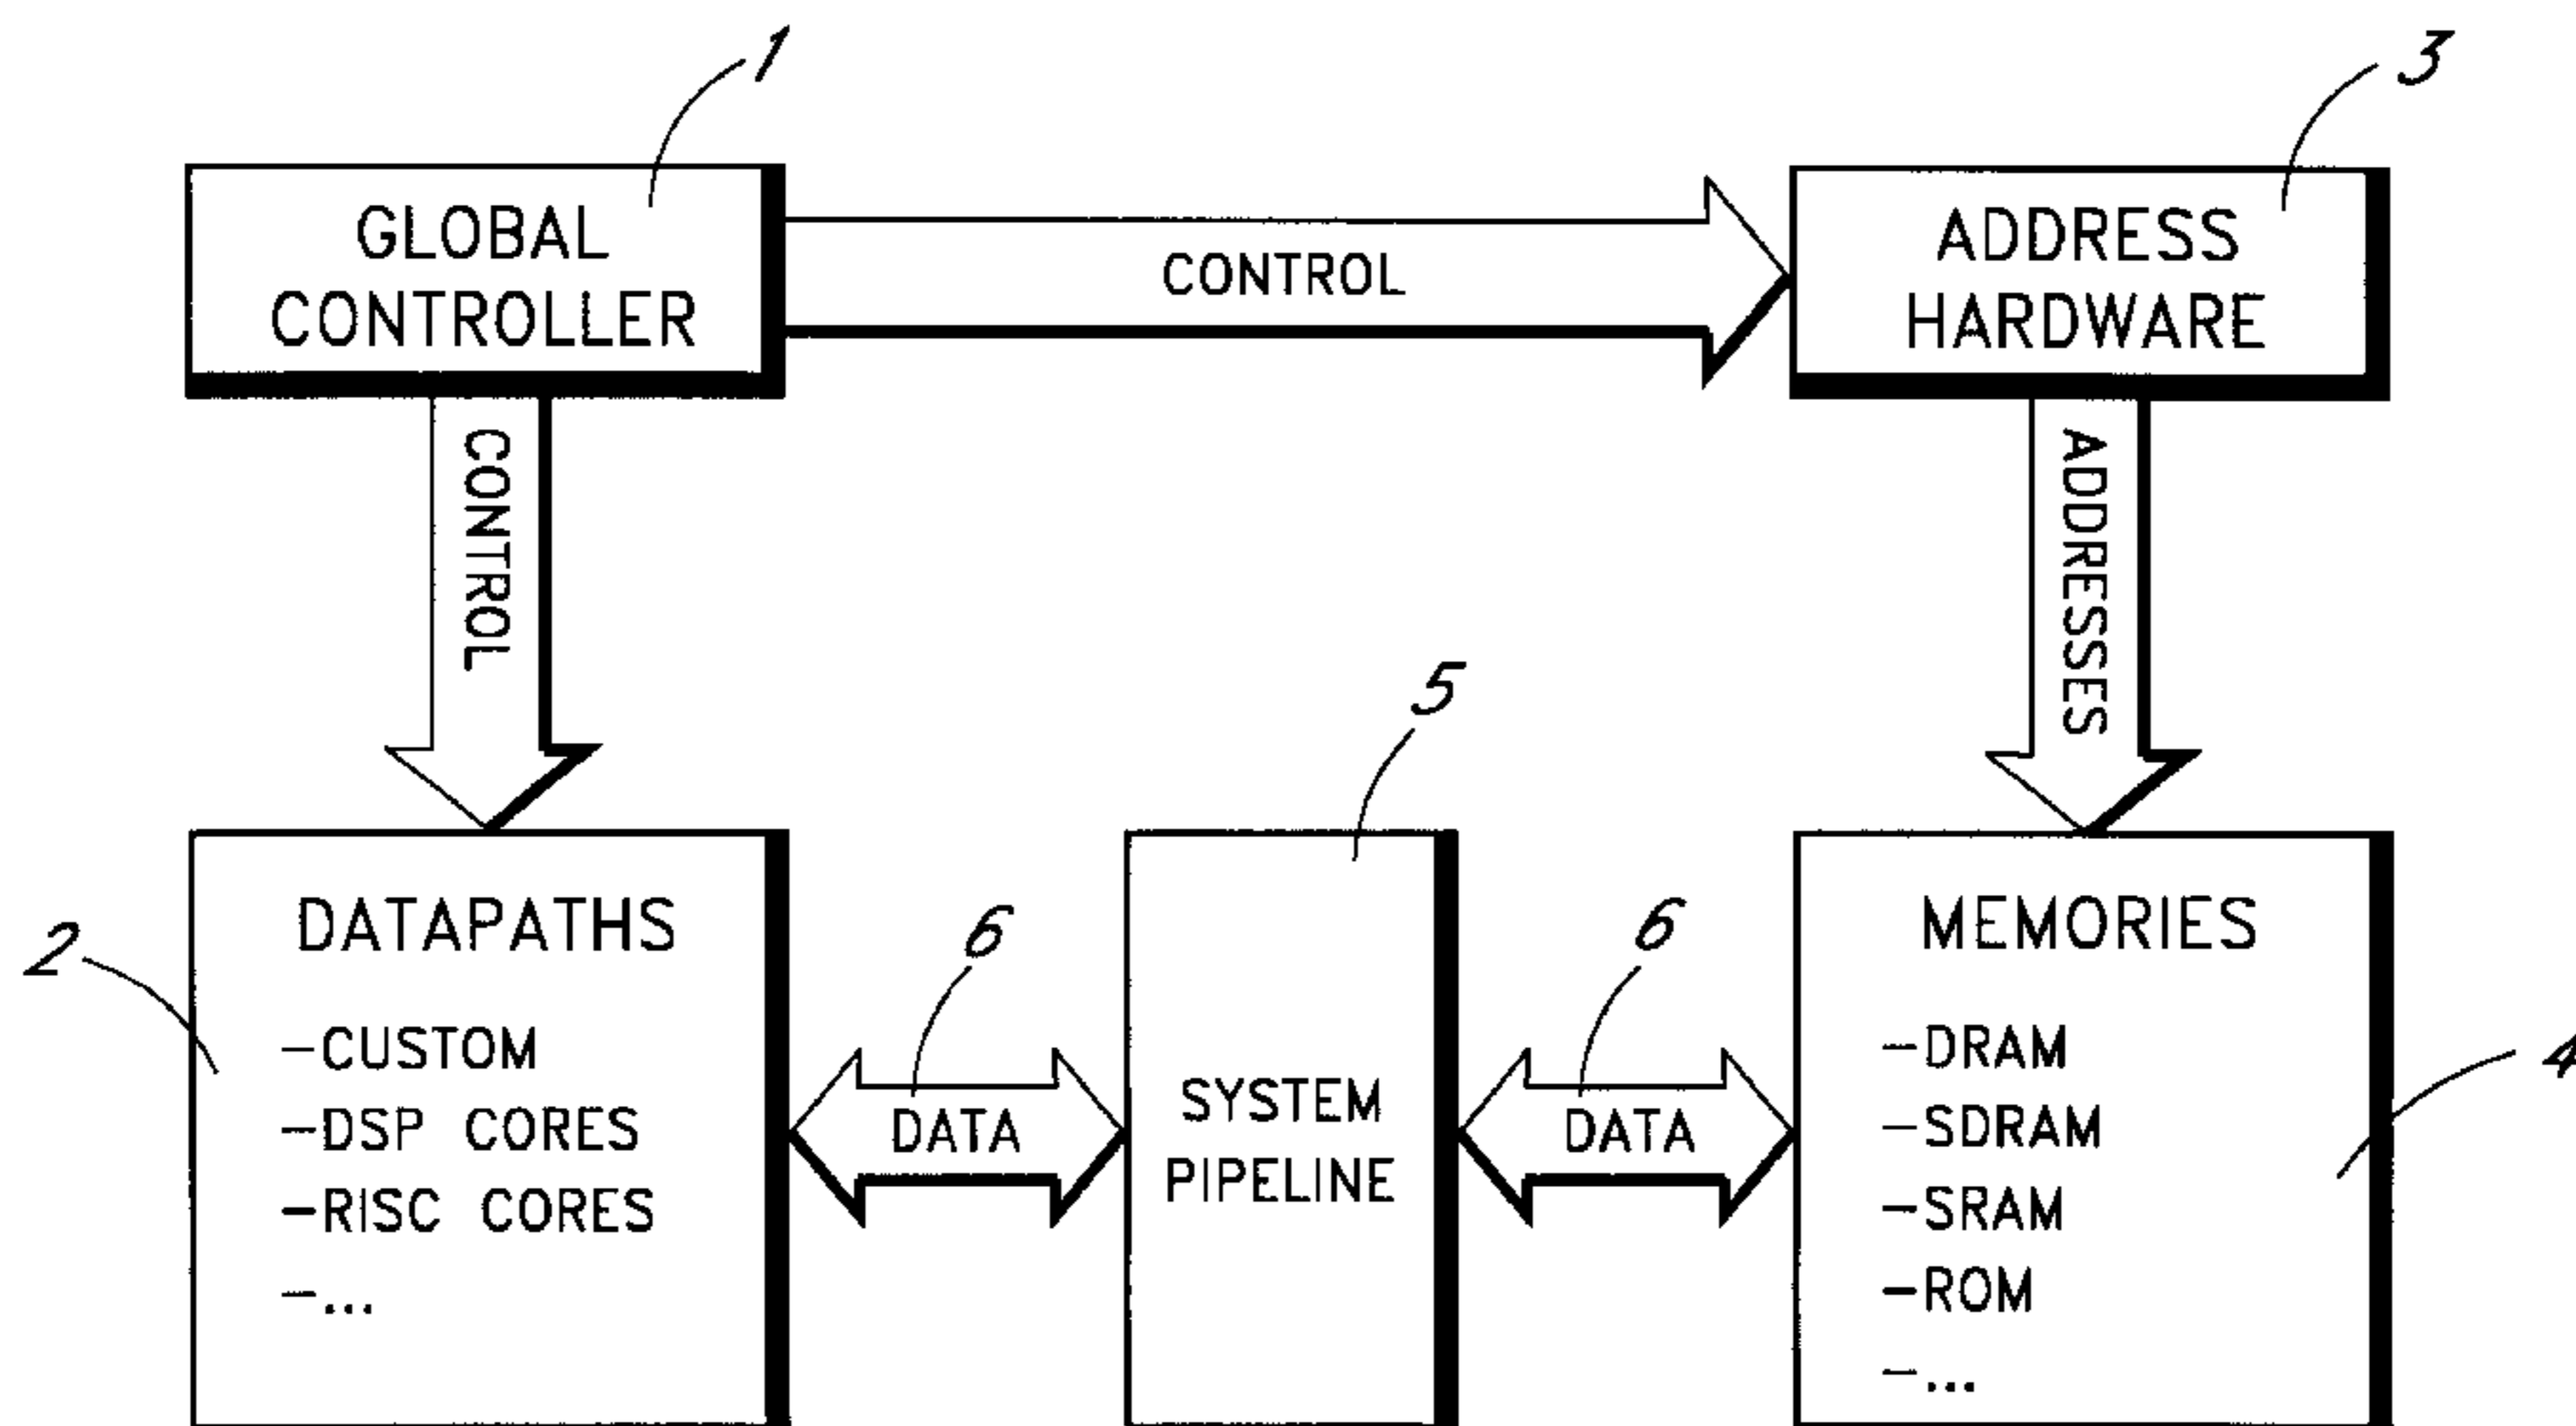 1
3
GLOBAL
CONTROLLER
CONTROL
ADDRESS
HARDWARE
CONTROL
ADDRESSES
5
2
DATAPATHS
-CUSTOM
-DSP CORES
-RISC CORES
-...
6
DATA
SYSTEM
PIPELINE
6
DATA
MEMORIES
-DRAM
-SDRAM
-SRAM
-ROM
-...
4